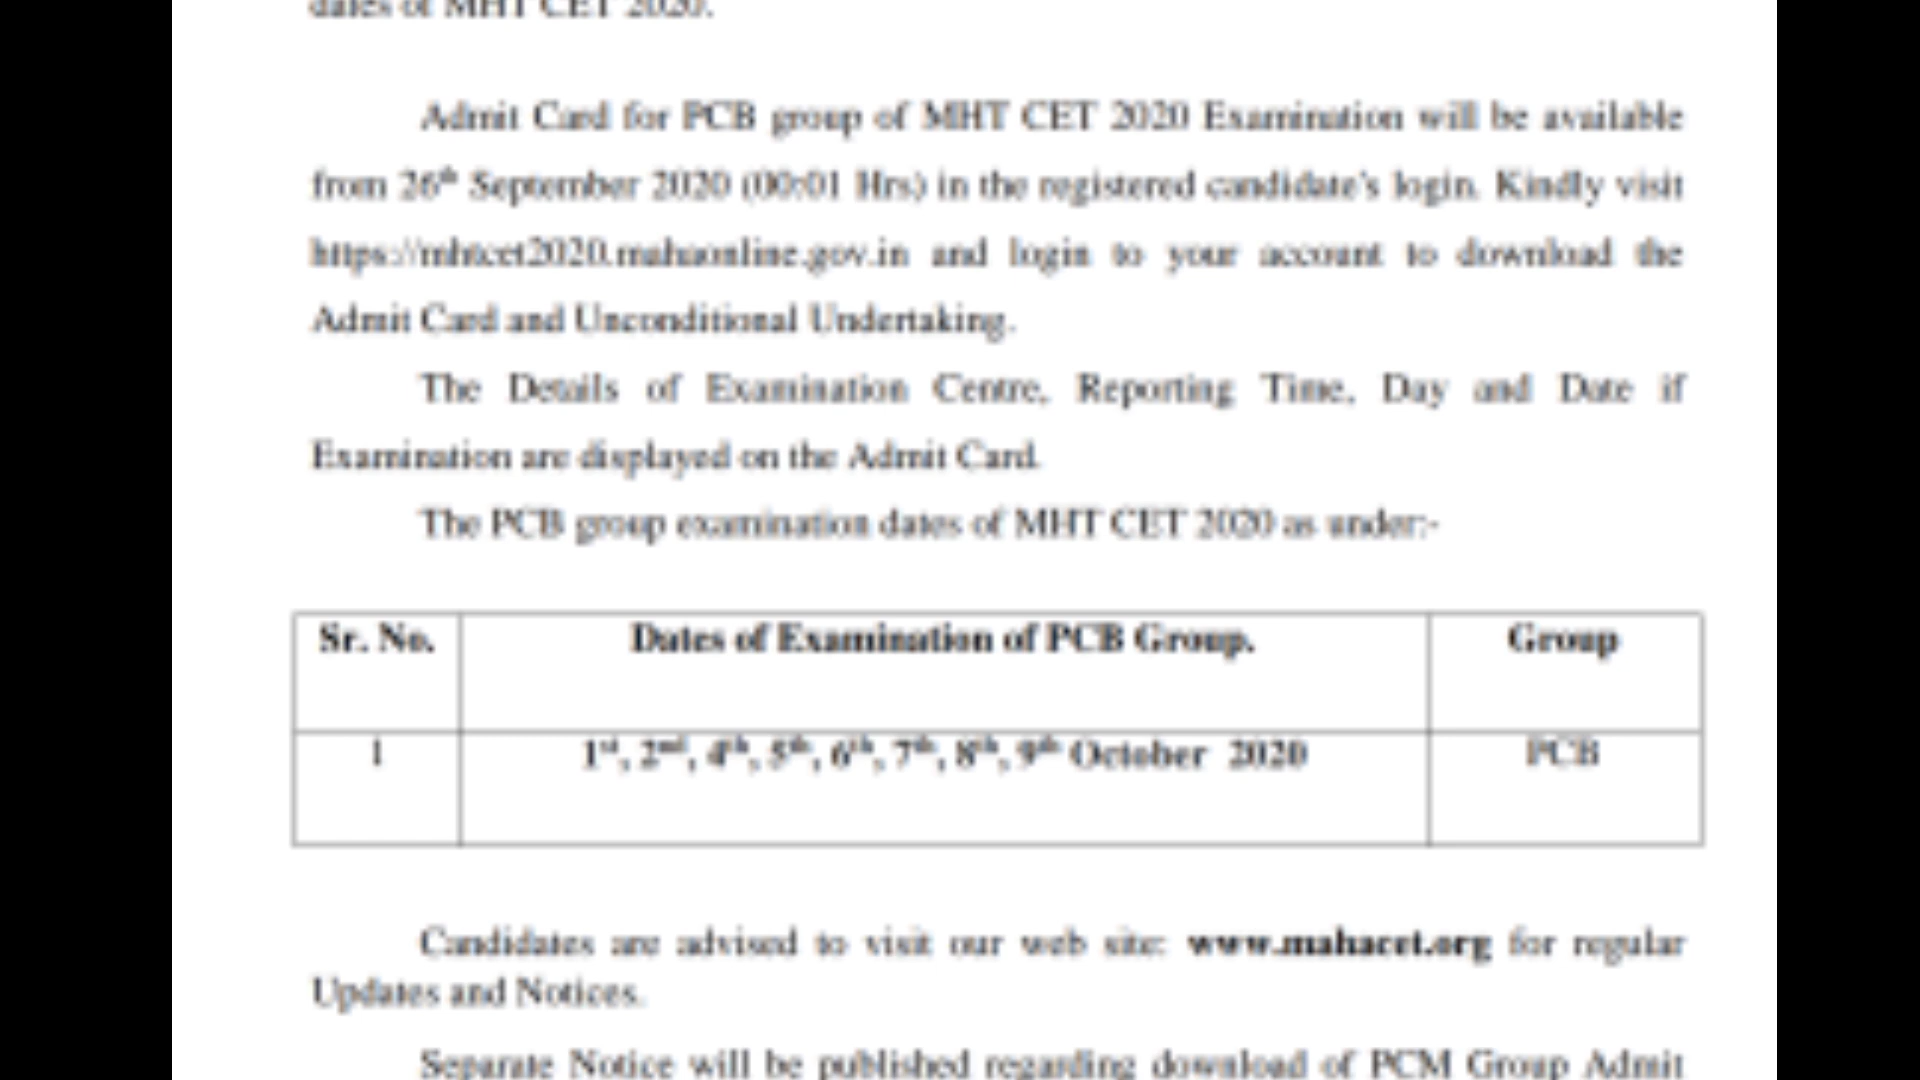 dates of MHT CET 2020.
Admit Card for PCB group of MHT CET 2020 Examination will be available
from 26th September 2020 (00:01 Hrs) in the registered candidate's login. Kindly visit
https://mhtcet2020.mahaonline.gov.in and login to your account to download the
Admit Card and Unconditional Undertaking.
The Details of Examination Centre, Reporting Time, Day and Date if
Examination are displayed on the Admit Card.
The PCB group examination dates of MHT CET 2020 as under:-
Sr. No. Dates of Examination of PCB Group. Group
1 1st, 2nd, 4th, 5th, 6th, 7th, 8th, 9th October 2020 PCB
Candidates are advised to visit our web site: www.mahacet.org for regular
Updates and Notices.
Separate Notice will be published regarding download of PCM Group Admit